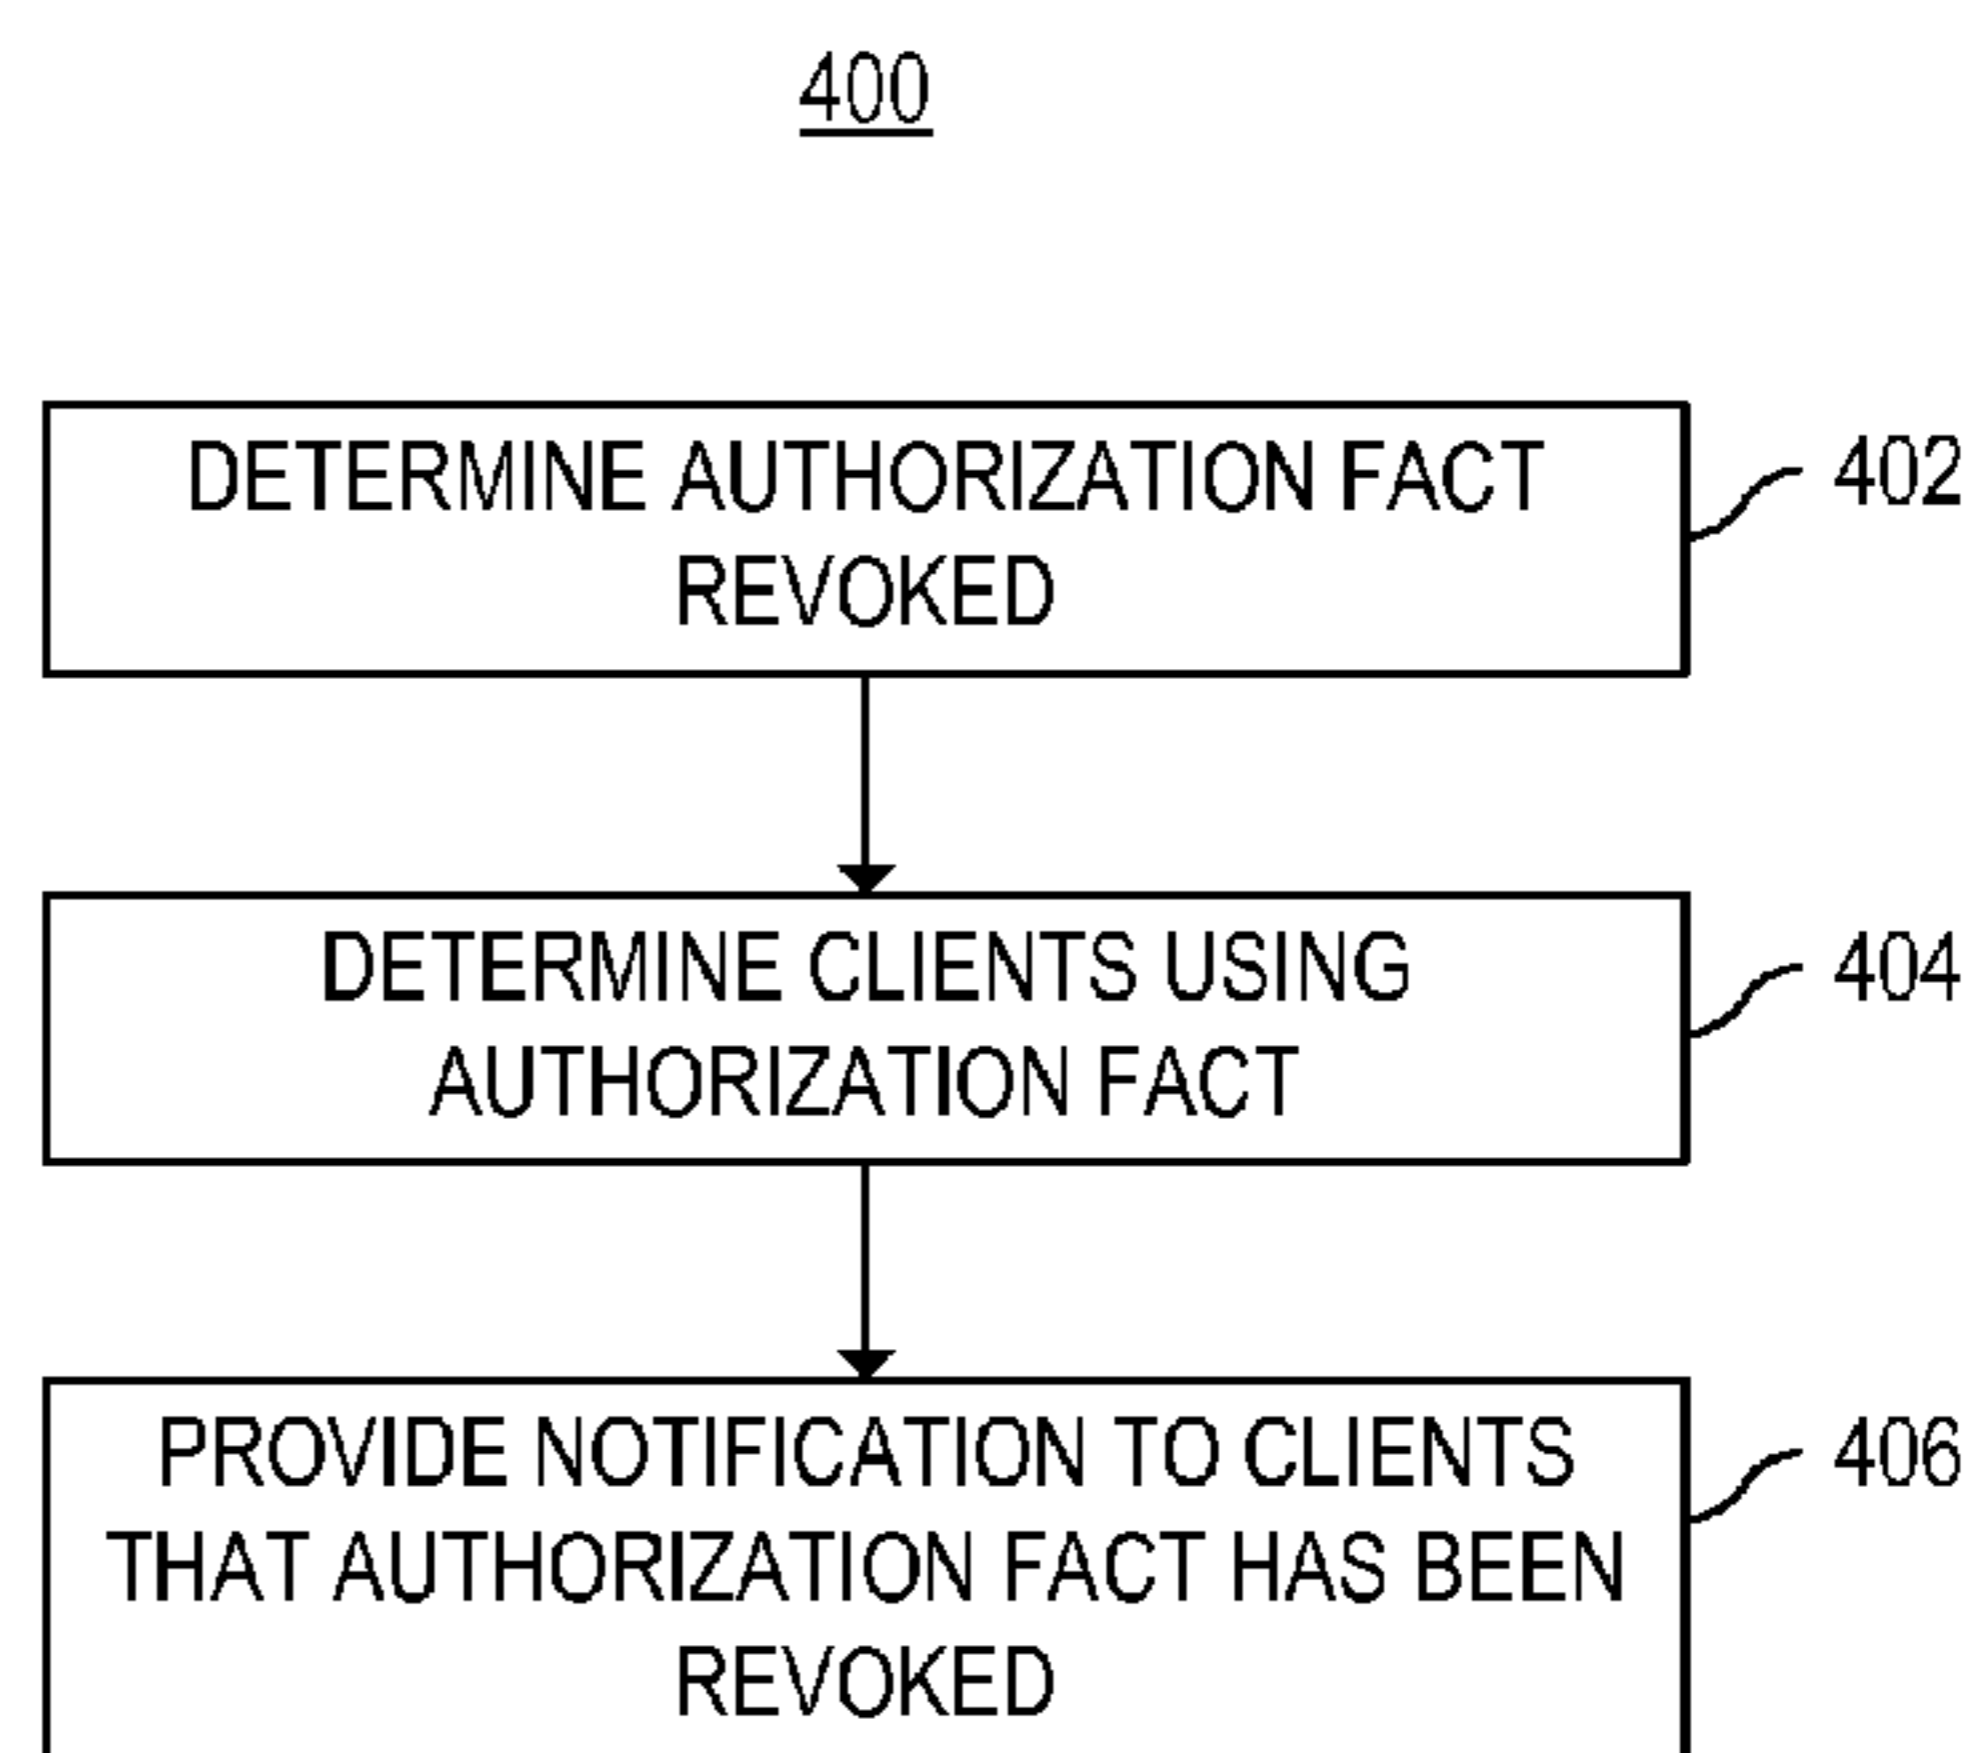 400
DETERMINE AUTHORIZATION FACT
REVOKED
402
DETERMINE CLIENTS USING
AUTHORIZATION FACT
404
PROVIDE NOTIFICATION TO CLIENTS
THAT AUTHORIZATION FACT HAS BEEN
REVOKED
406